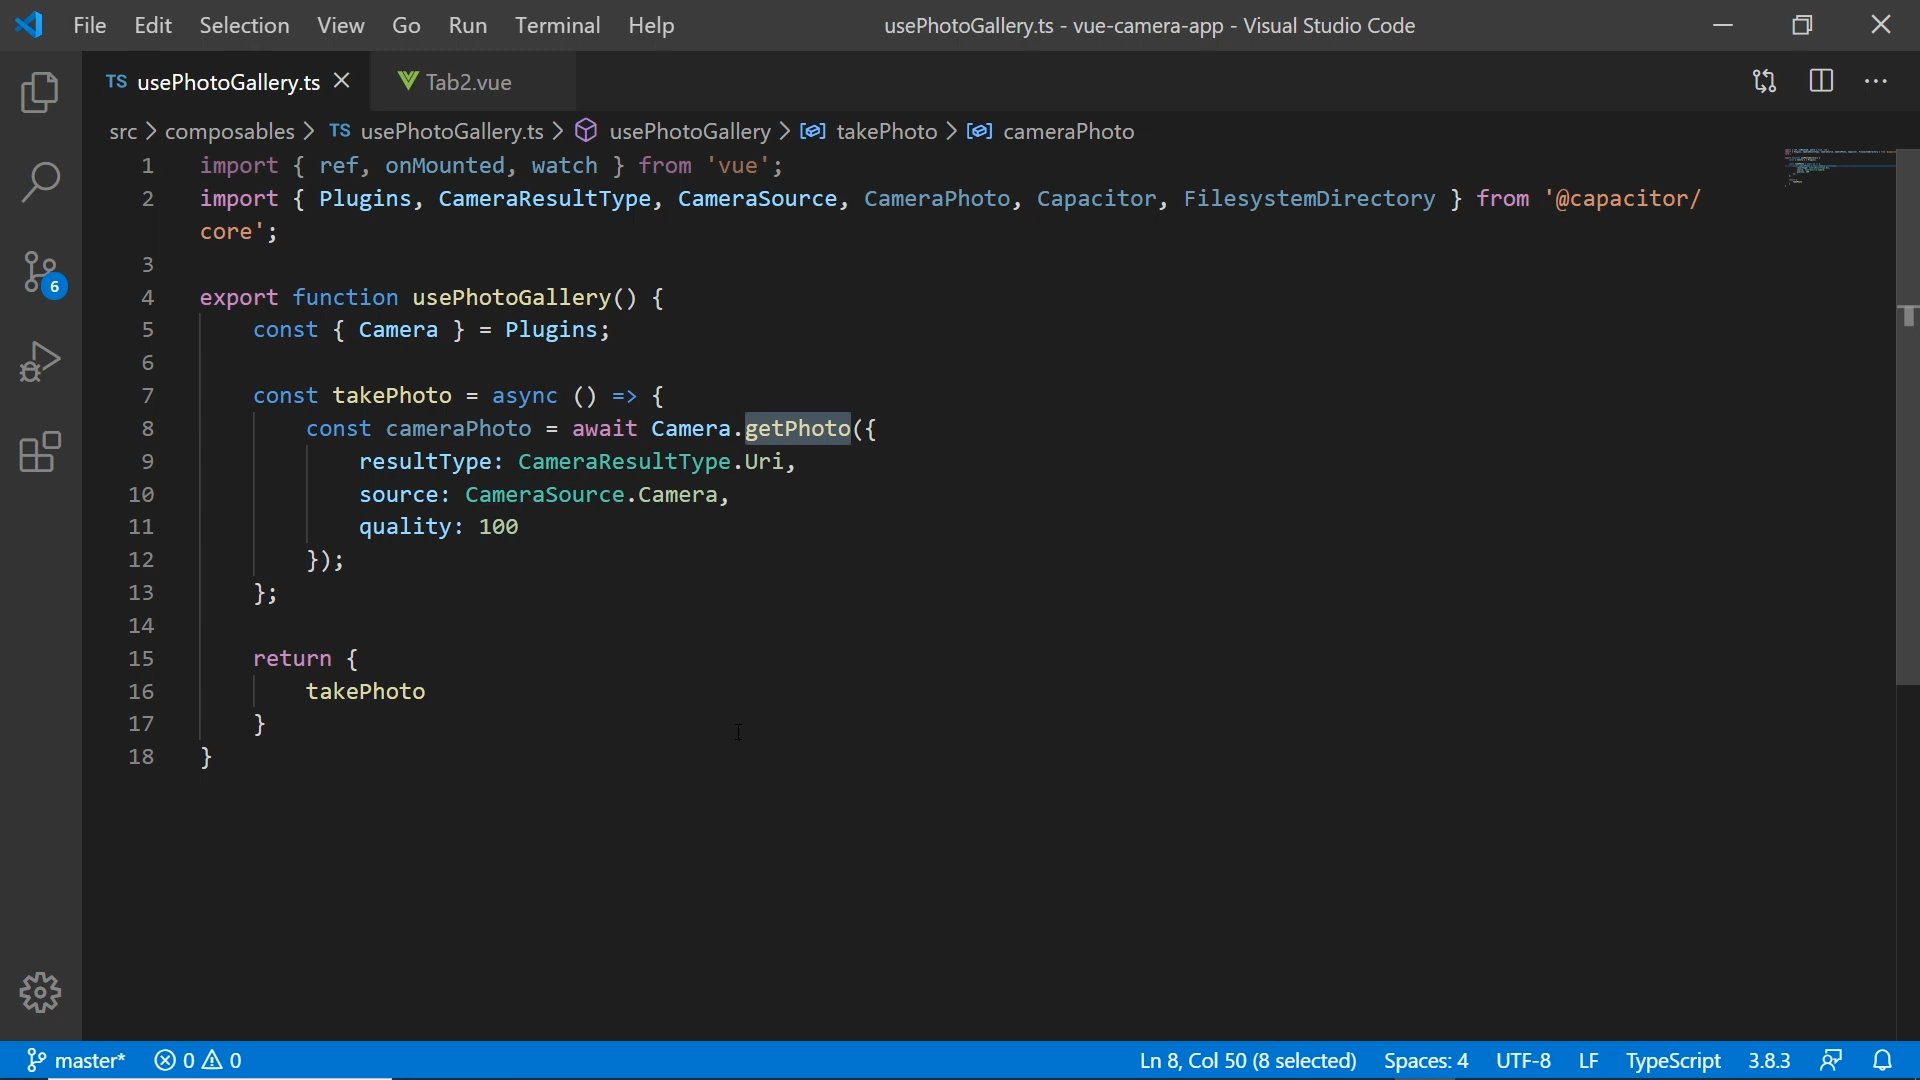 File Edit Selection View Go Run Terminal Help usePhotoGallery.ts - vue-camera-app - Visual Studio Code
TS usePhotoGallery.ts Tab2.vue
src > composables > TS usePhotoGallery.ts > usePhotoGallery > takePhoto > cameraPhoto
1 import { ref, onMounted, watch } from 'vue';
2 import { Plugins, CameraResultType, CameraSource, CameraPhoto, Capacitor, FilesystemDirectory } from '@capacitor/
core';
3
4 export function usePhotoGallery() {
5 const { Camera } = Plugins;
6
7 const takePhoto = async () => {
8 const cameraPhoto = await Camera.getPhoto({
9 resultType: CameraResultType.Uri,
10 source: CameraSource.Camera,
11 quality: 100
12 });
13 };
14
15 return {
16 takePhoto
17 }
18 }
6
master* 0 0 Ln 8, Col 50 (8 selected) Spaces: 4 UTF-8 LF TypeScript 3.8.3